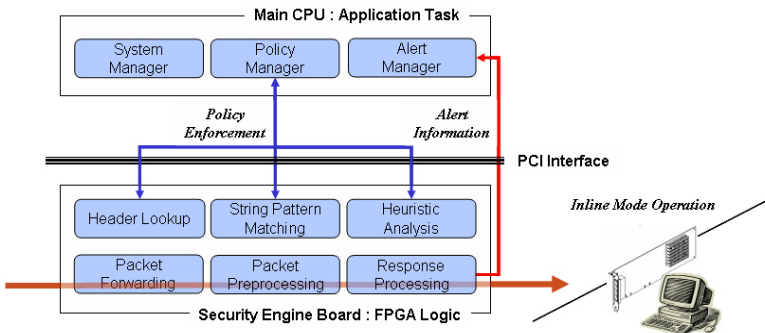 Main CPU : Application Task
System
Manager
Policy
Manager
Alert
Manager
Policy
Enforcement
Alert
Information
PCI Interface
Header Lookup
String Pattern
Matching
Heuristic
Analysis
Inline Mode Operation
Packet
Forwarding
Packet
Preprocessing
Response
Processing
Security Engine Board : FPGA Logic